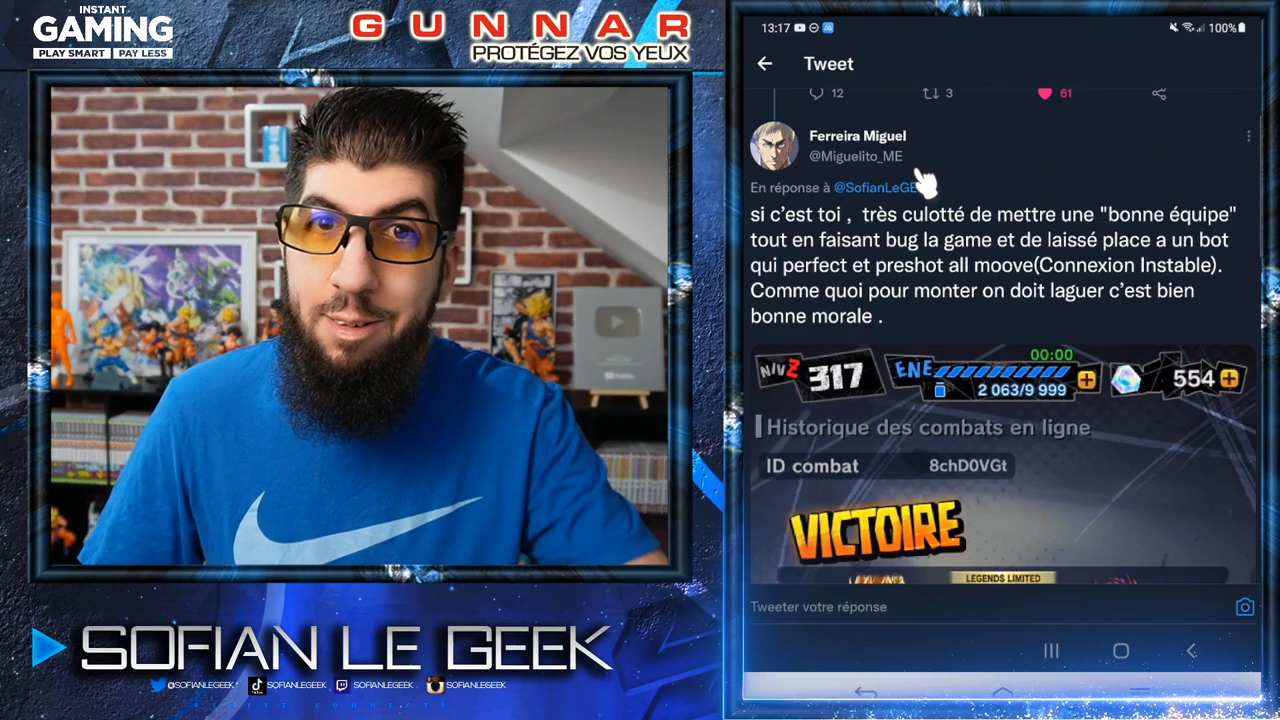 INSTANT
GAMING
PLAY SMART | PAY LESS
GUNNAR
PROTÉGEZ VOS YEUX
13:17
100%
Tweet
12
3
61
Ferreira Miguel
@Miguelito_ME
En réponse à @SofianLeGE
si c'est toi , très culotté de mettre une "bonne équipe"
tout en faisant bug la game et de laissé place a un bot
qui perfect et preshot all moove(Connexion Instable).
Comme quoi pour monter on doit laguer c'est bien
bonne morale .
NIVZ 317
ENE
00:00
2 063/9 999
554
Historique des combats en ligne
ID combat
8chD0VGt
VICTOIRE
LEGENDS LIMITED
Tweeter votre réponse
SOFIAN LE GEEK
@SOFIANLEGEEK
SOFIANLEGEEK
SOFIANLEGEEK
SOFIANLEGEEK
RESTEZ CONNECTÉ